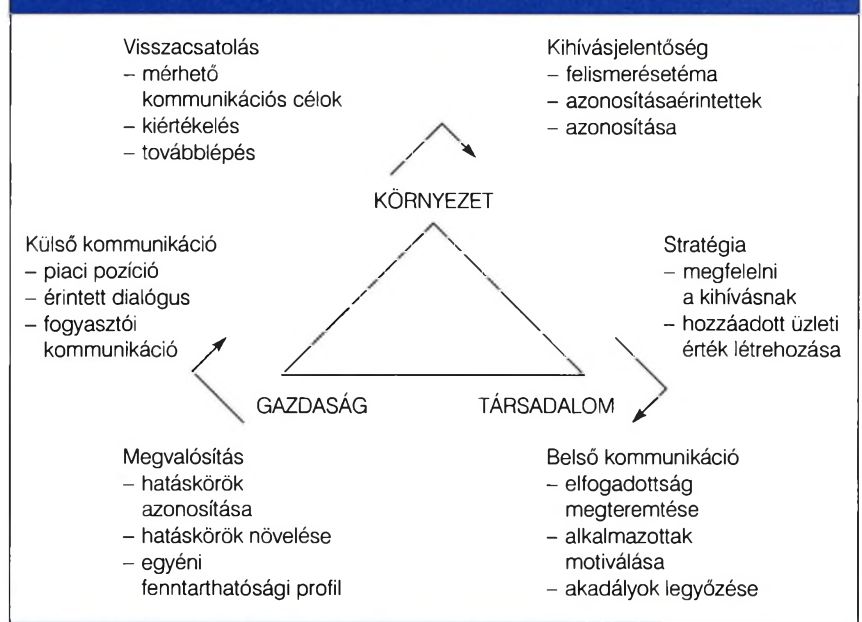 Visszacsatolás
– mérhető
kommunikációs célok
– kiértékelés
– továbblépés
Kihívásjelentőség
– felismerésetéma
– azonosításaérintettek
– azonosítása
KÖRNYEZET
Külső kommunikáció
– piaci pozíció
– érintett dialógus
– fogyasztói
kommunikáció
Stratégia
– megfelelni
a kihívásnak
– hozzáadott üzleti
érték létrehozása
GAZDASÁG
TÁRSADALOM
Megvalósítás
– hatáskörök
azonosítása
– hatáskörök növelése
– egyéni
fenntarthatósági profil
Belső kommunikáció
– elfogadottság
megteremtése
– alkalmazottak
motiválása
– akadályok legyőzése